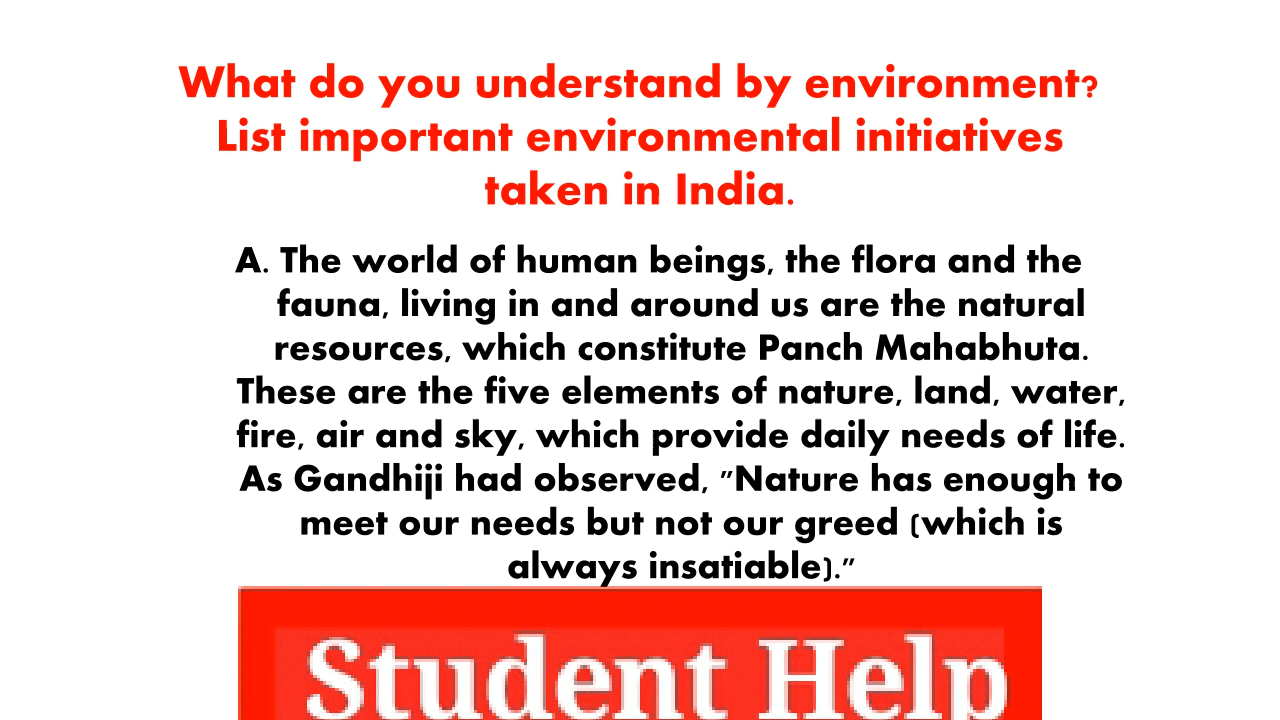 What do you understand by environment?
List important environmental initiatives
taken in India.
A. The world of human beings, the flora and the
fauna, living in and around us are the natural
resources, which constitute Panch Mahabhuta.
These are the five elements of nature, land, water,
fire, air and sky, which provide daily needs of life.
As Gandhiji had observed, "Nature has enough to
meet our needs but not our greed (which is
always insatiable)."
Student Help